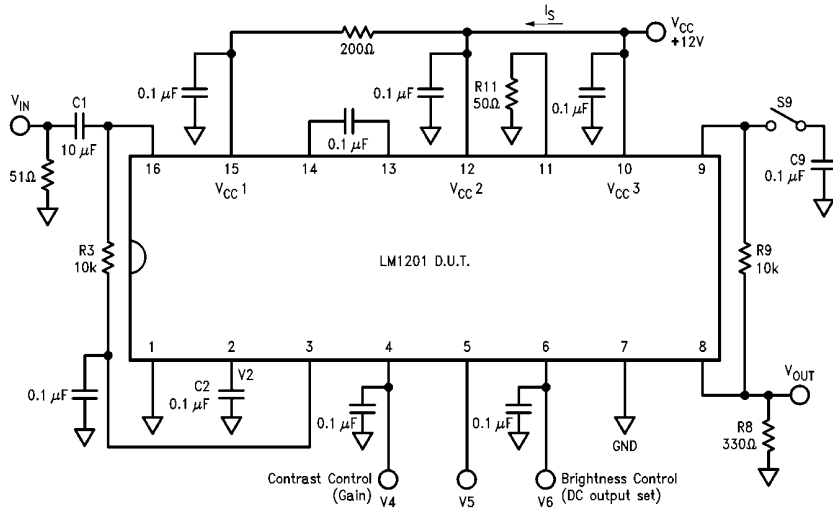 I_S
V_CC
+12V
200Ω
0.1 μF
0.1 μF
R11
50Ω
0.1 μF
S9
V_IN
C1
10 μF
0.1 μF
C9
0.1 μF
51Ω
16 15 14 13 12 11 10 9
V_CC 1 V_CC 2 V_CC 3
R3
10k
LM1201 D.U.T.
R9
10k
1 2 3 4 5 6 7 8
0.1 μF
C2
0.1 μF
V2
0.1 μF
0.1 μF
V_OUT
R8
330Ω
GND
Contrast Control
(Gain)
V4
V5
V6
Brightness Control
(DC output set)